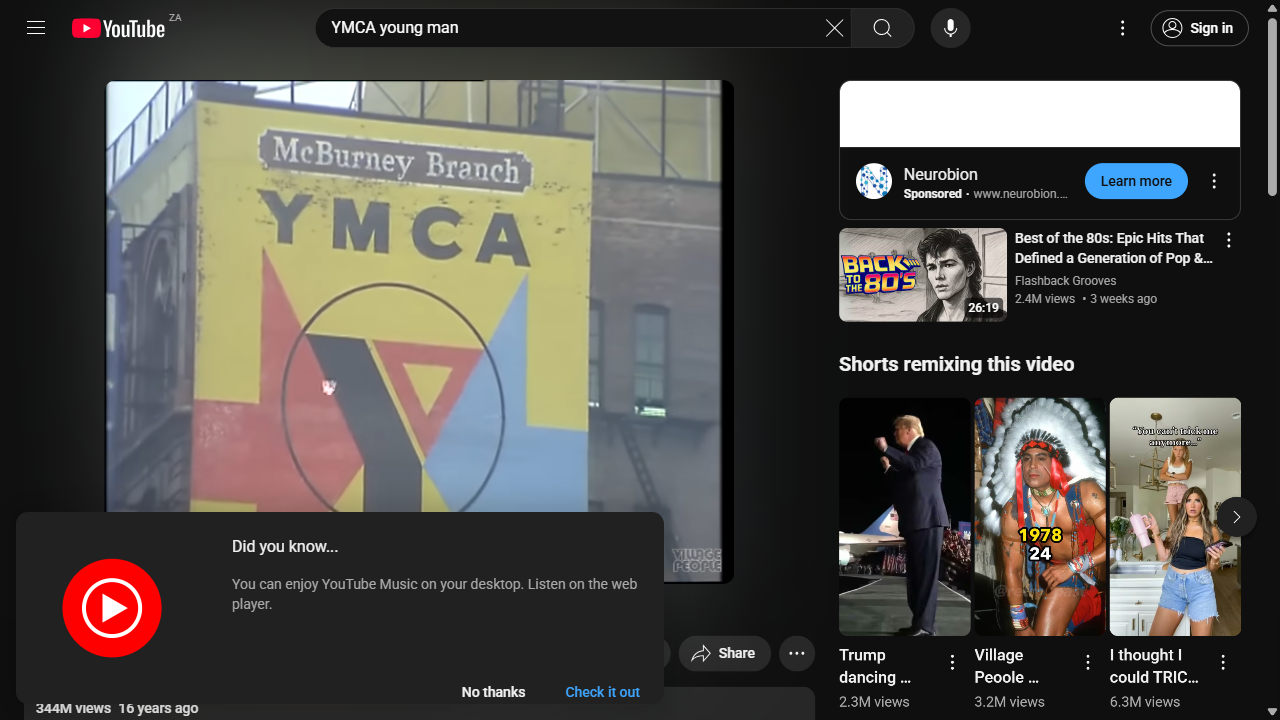 YouTube ZA
YMCA young man
Sign in
McBurney Branch
YMCA
VILLAGE
PEOPLE
Did you know...
You can enjoy YouTube Music on your desktop. Listen on the web
player.
No thanks
Check it out
Share
344M views 16 years ago
Neurobion
Sponsored · www.neurobion....
Learn more
BACK
TO THE 80'S
26:19
Best of the 80s: Epic Hits That
Defined a Generation of Pop &...
Flashback Grooves
2.4M views • 3 weeks ago
Shorts remixing this video
1978
24
"You can't trick me
anymore..."
Trump
dancing ...
2.3M views
Village
Peoole ...
3.2M views
I thought I
could TRIC...
6.3M views